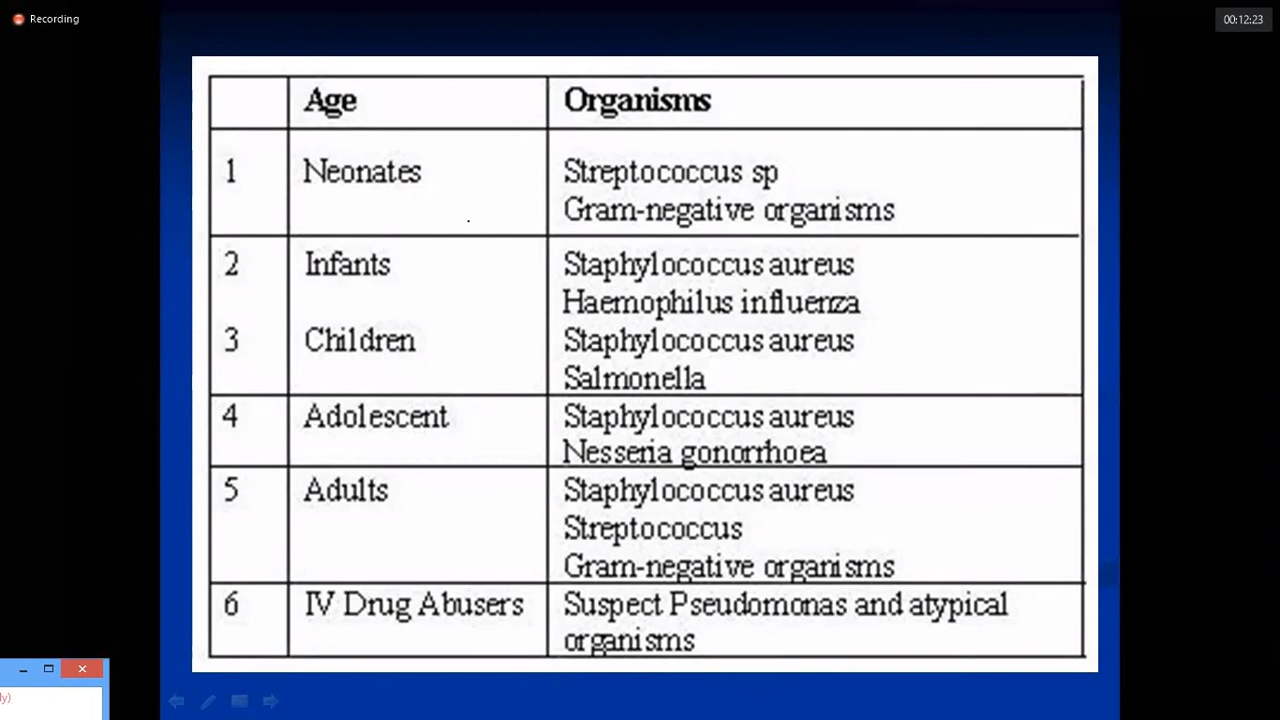 Recording
00:12:23
Age Organisms
1 Neonates Streptococcus sp
Gram-negative organisms
2 Infants Staphylococcus aureus
Haemophilus influenza
3 Children Staphylococcus aureus
Salmonella
4 Adolescent Staphylococcus aureus
Nesseria gonorrhoea
5 Adults Staphylococcus aureus
Streptococcus
Gram-negative organisms
6 IV Drug Abusers Suspect Pseudomonas and atypical
organisms